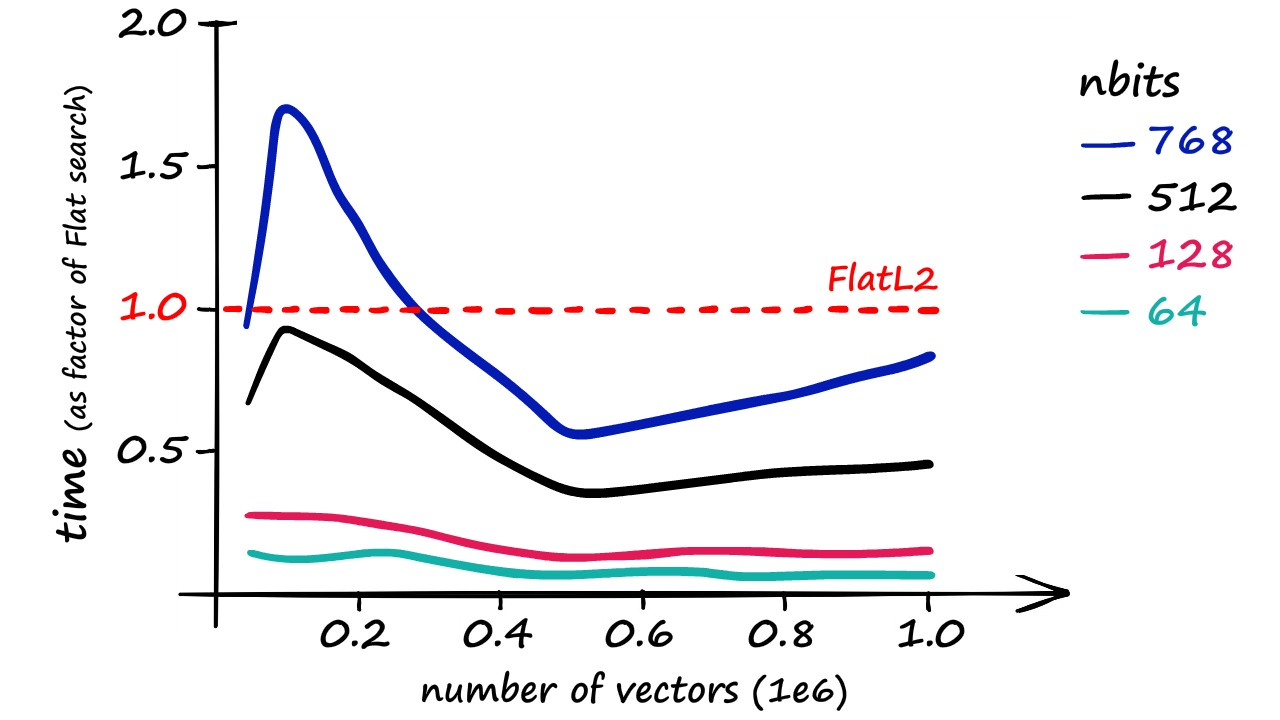 2.0
1.5
1.0
0.5
time (as factor of Flat search)
FlatL2
0.2 0.4 0.6 0.8 1.0
number of vectors (1e6)
nbits
768
512
128
64